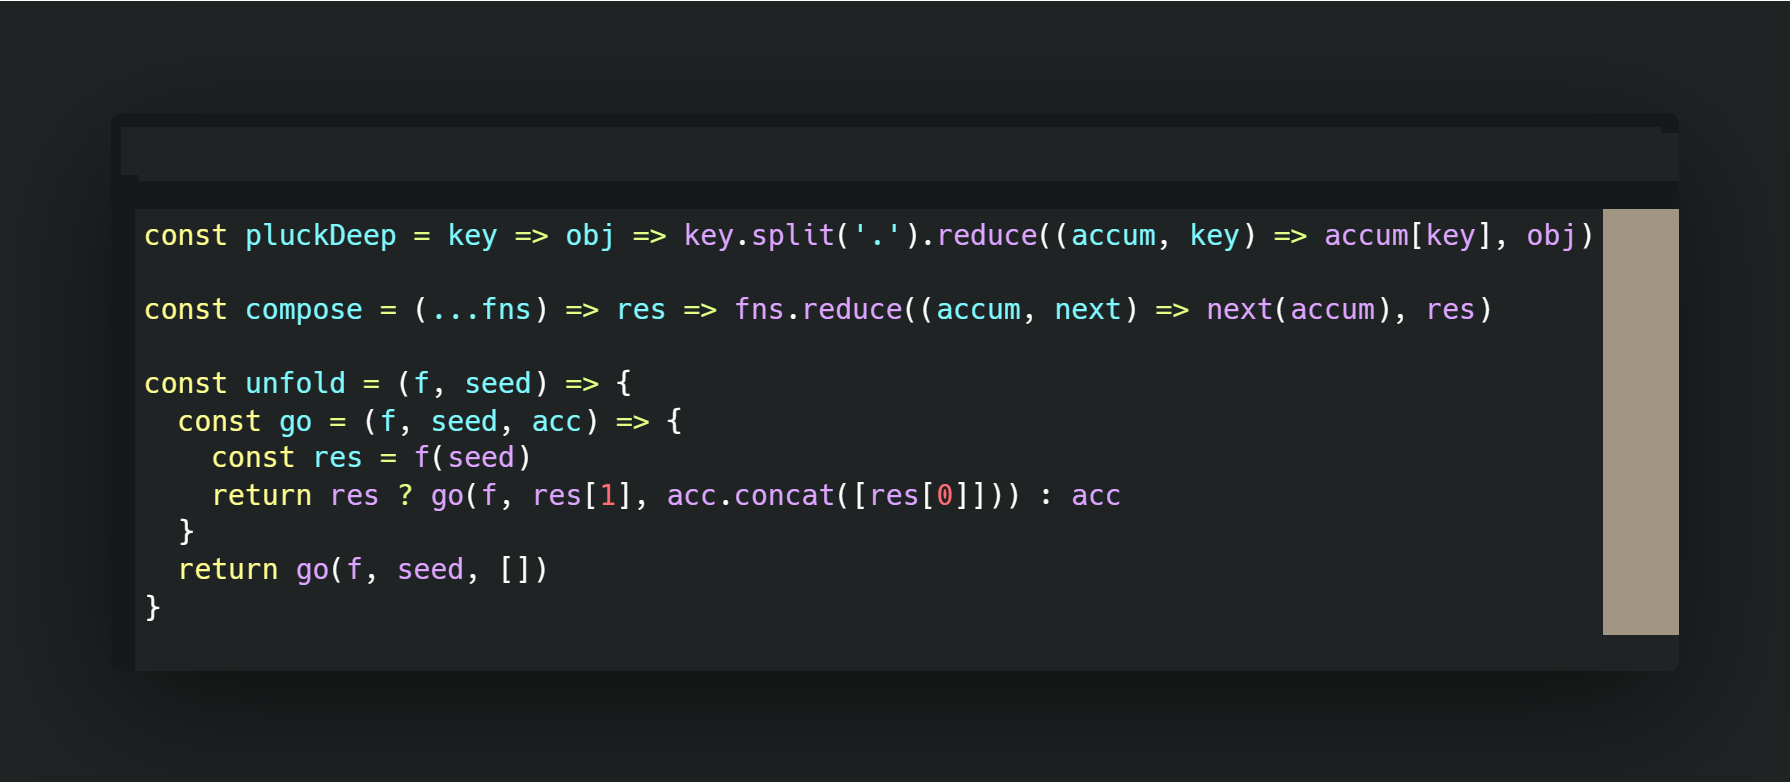 const pluckDeep = key => obj => key.split('.').reduce((accum, key) => accum[key], obj)
const compose = (...fns) => res => fns.reduce((accum, next) => next(accum), res)
const unfold = (f, seed) => {
  const go = (f, seed, acc) => {
    const res = f(seed)
    return res ? go(f, res[1], acc.concat([res[0]])) : acc
  }
  return go(f, seed, [])
}